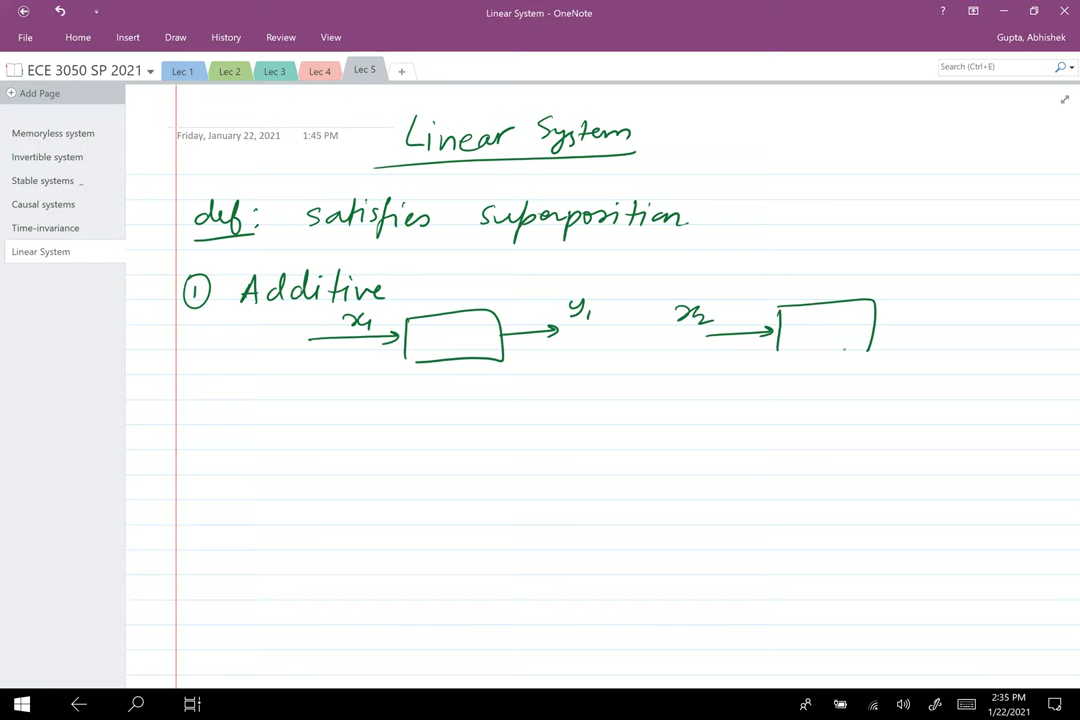 Linear System - OneNote
Gupta, Abhishek
File Home Insert Draw History Review View
ECE 3050 SP 2021 Lec 1 Lec 2 Lec 3 Lec 4 Lec 5
Search (Ctrl+E)
Add Page
Memoryless system
Invertible system
Stable systems _
Causal systems
Time-invariance
Linear System
Friday, January 22, 2021 1:45 PM
Linear System
def: satisfies superposition
① Additive
x1 y1 x2
2:35 PM
1/22/2021